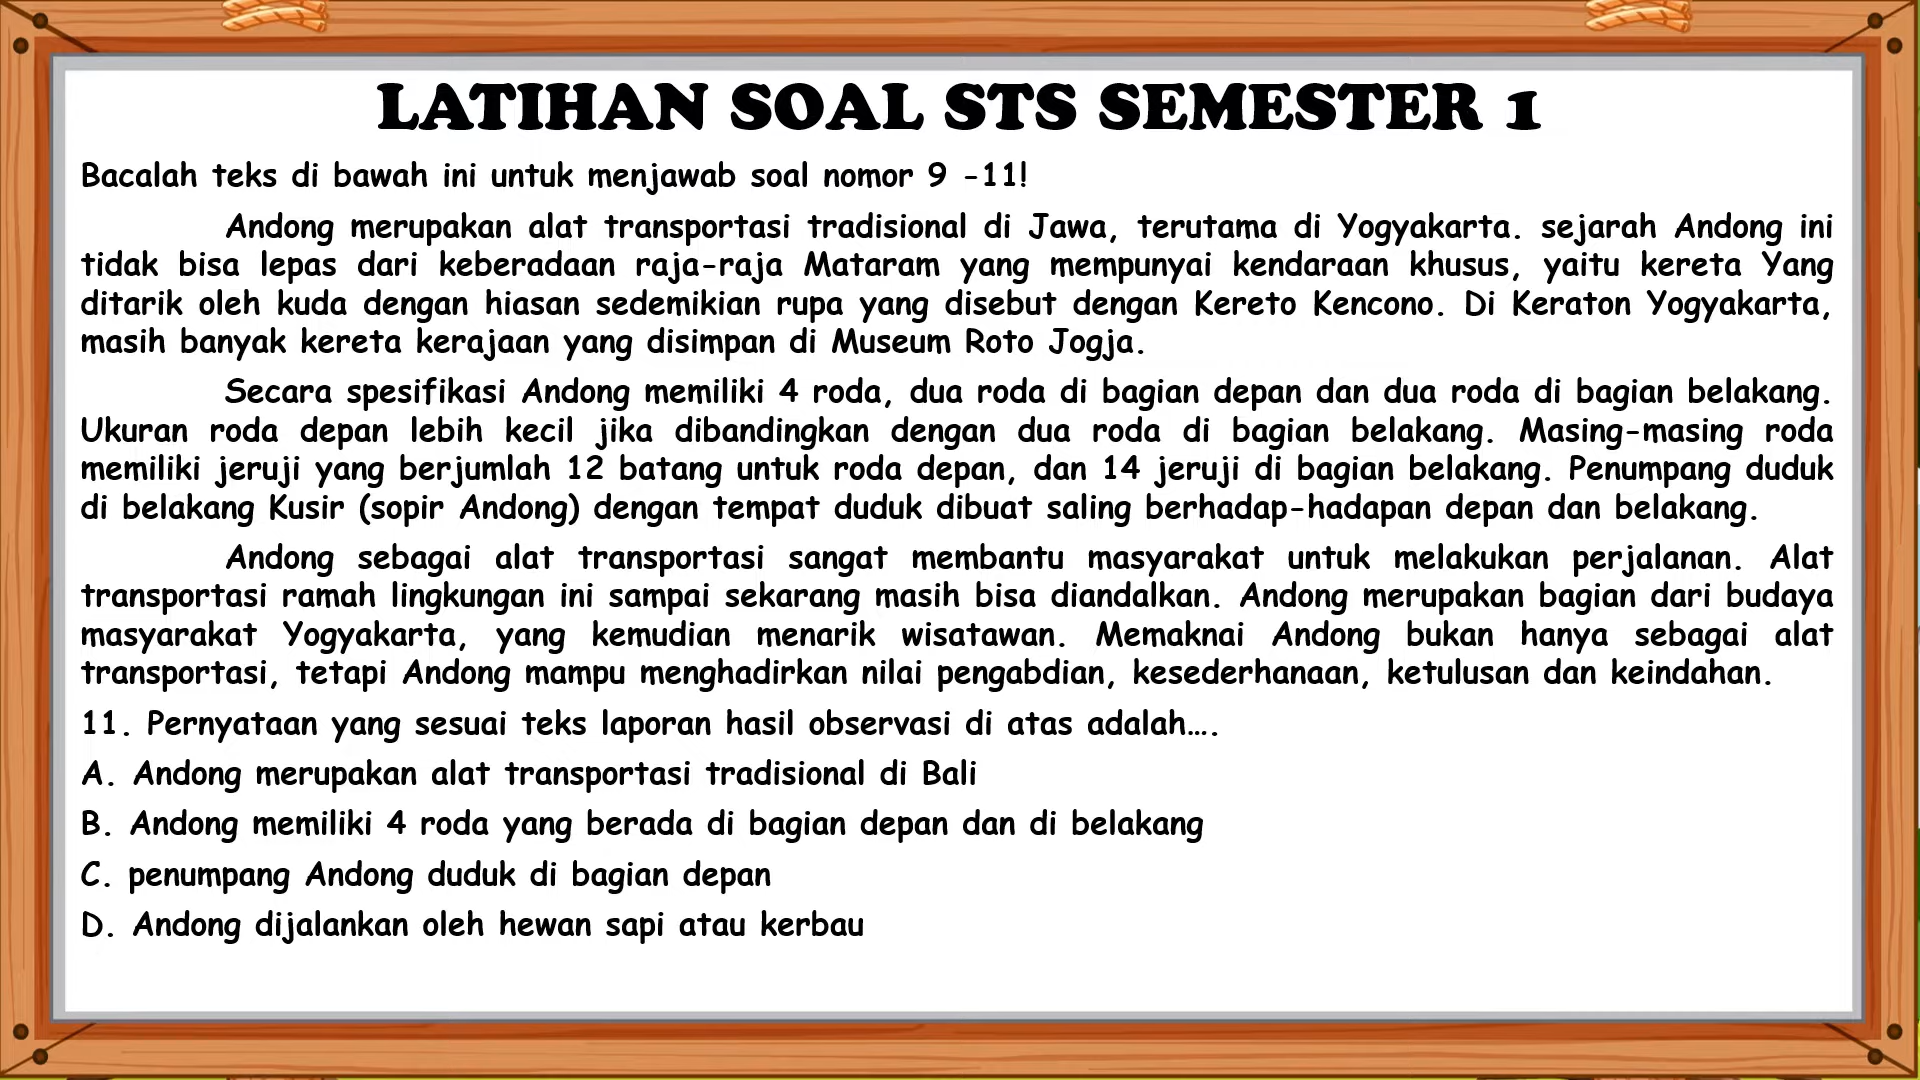 LATIHAN SOAL STS SEMESTER 1
Bacalah teks di bawah ini untuk menjawab soal nomor 9 -11!
Andong merupakan alat transportasi tradisional di Jawa, terutama di Yogyakarta. sejarah Andong ini
tidak bisa lepas dari keberadaan raja-raja Mataram yang mempunyai kendaraan khusus, yaitu kereta Yang
ditarik oleh kuda dengan hiasan sedemikian rupa yang disebut dengan Kereto Kencono. Di Keraton Yogyakarta,
masih banyak kereta kerajaan yang disimpan di Museum Roto Jogja.
Secara spesifikasi Andong memiliki 4 roda, dua roda di bagian depan dan dua roda di bagian belakang.
Ukuran roda depan lebih kecil jika dibandingkan dengan dua roda di bagian belakang. Masing-masing roda
memiliki jeruji yang berjumlah 12 batang untuk roda depan, dan 14 jeruji di bagian belakang. Penumpang duduk
di belakang Kusir (sopir Andong) dengan tempat duduk dibuat saling berhadap-hadapan depan dan belakang.
Andong sebagai alat transportasi sangat membantu masyarakat untuk melakukan perjalanan. Alat
transportasi ramah lingkungan ini sampai sekarang masih bisa diandalkan. Andong merupakan bagian dari budaya
masyarakat Yogyakarta, yang kemudian menarik wisatawan. Memaknai Andong bukan hanya sebagai alat
transportasi, tetapi Andong mampu menghadirkan nilai pengabdian, kesederhanaan, ketulusan dan keindahan.
11. Pernyataan yang sesuai teks laporan hasil observasi di atas adalah….
A. Andong merupakan alat transportasi tradisional di Bali
B. Andong memiliki 4 roda yang berada di bagian depan dan di belakang
C. penumpang Andong duduk di bagian depan
D. Andong dijalankan oleh hewan sapi atau kerbau